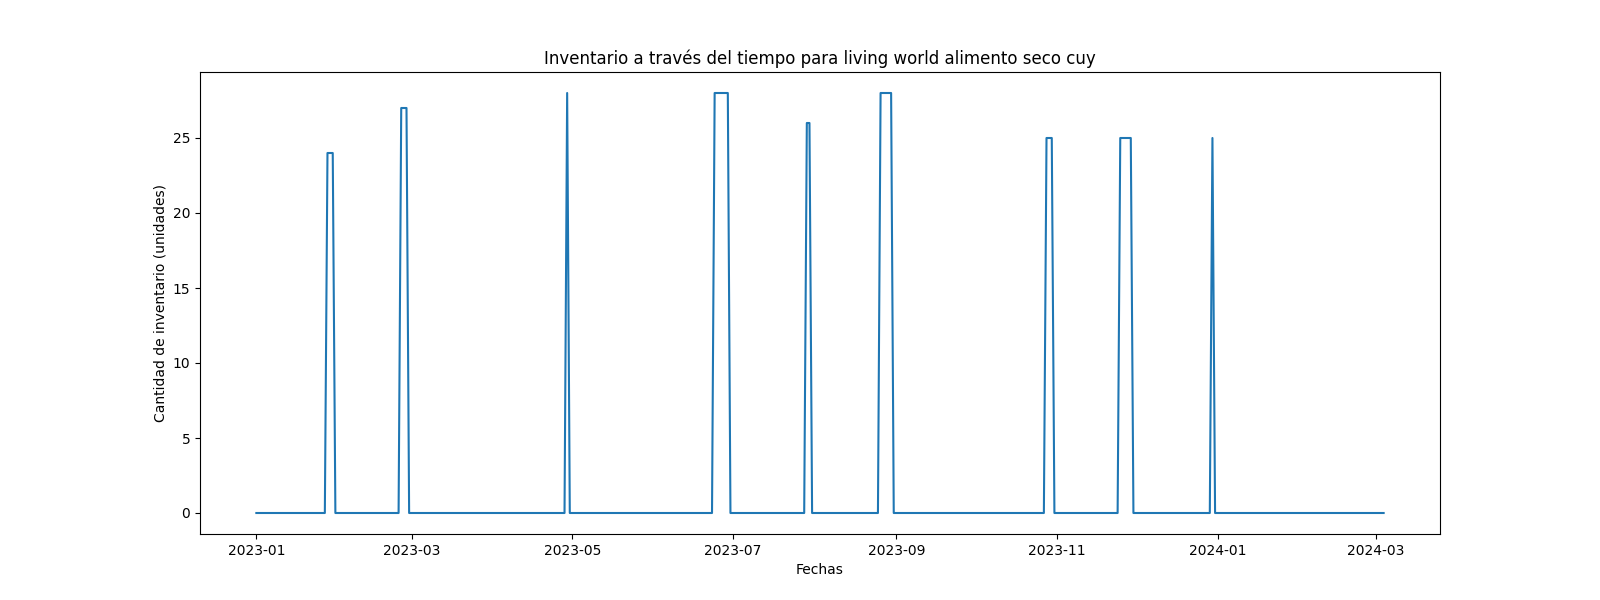 Inventario a través del tiempo para living world alimento seco cuy
Cantidad de inventario (unidades)
25
20
15
10
5
0
2023-01 2023-03 2023-05 2023-07 2023-09 2023-11 2024-01 2024-03
Fechas